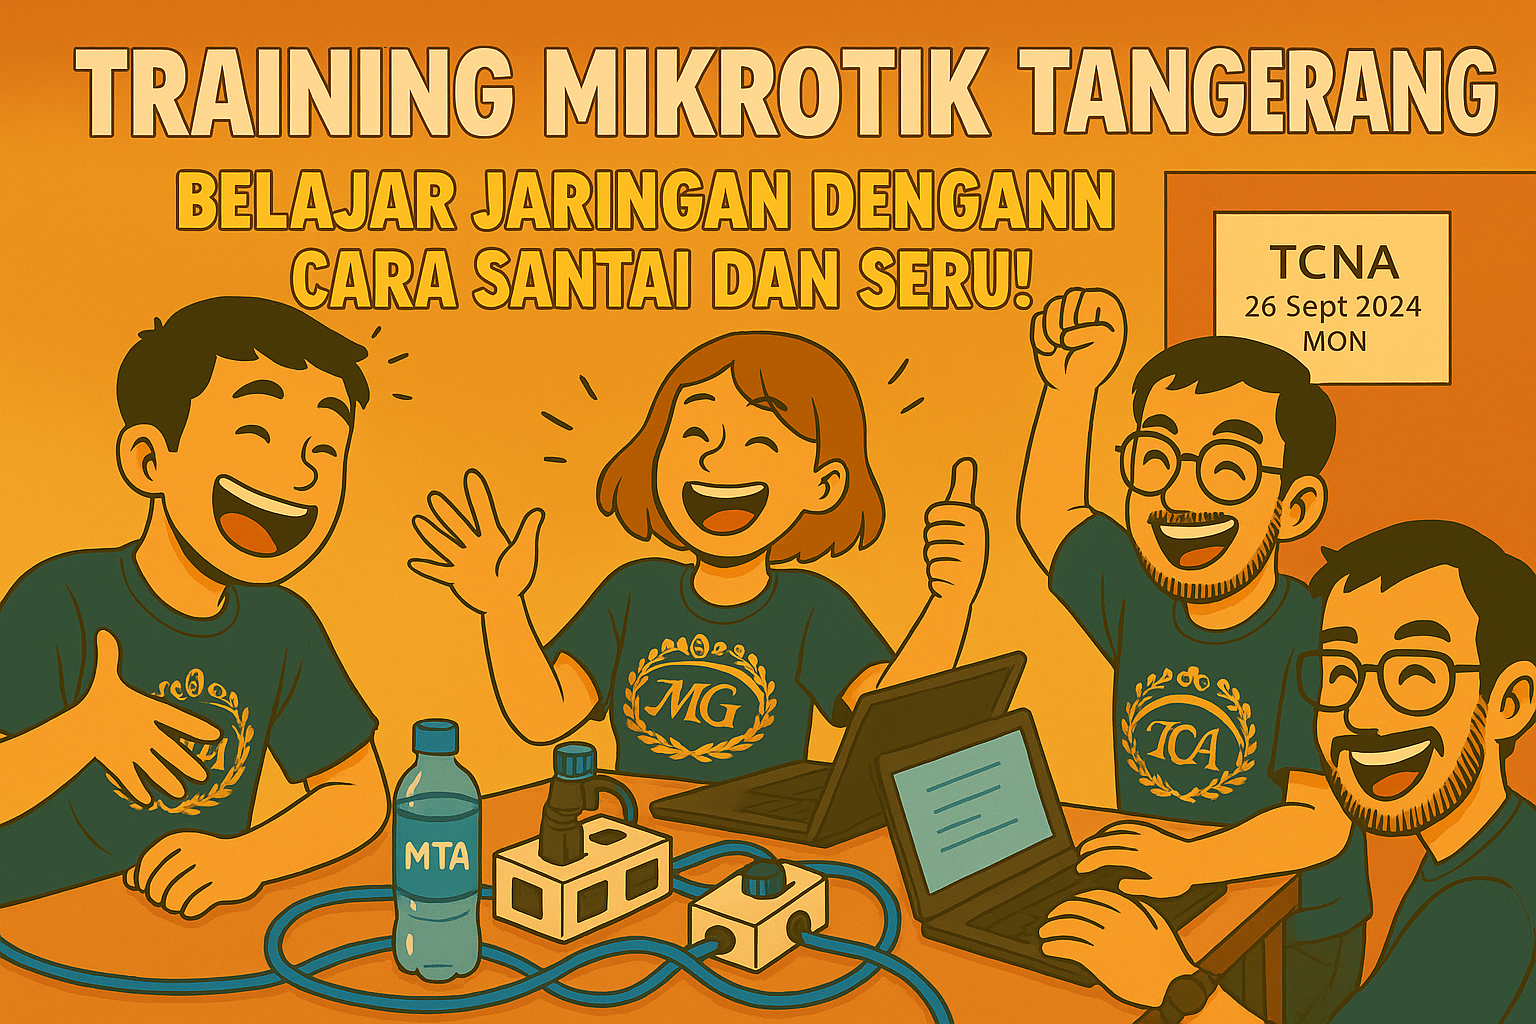 TRAINING MIKROTIK TANGERANG
BELAJAR JARINGAN DENGANN
CARA SANTAI DAN SERU!
TCNA
26 Sept 2024
MON
MG
TCA
MTA